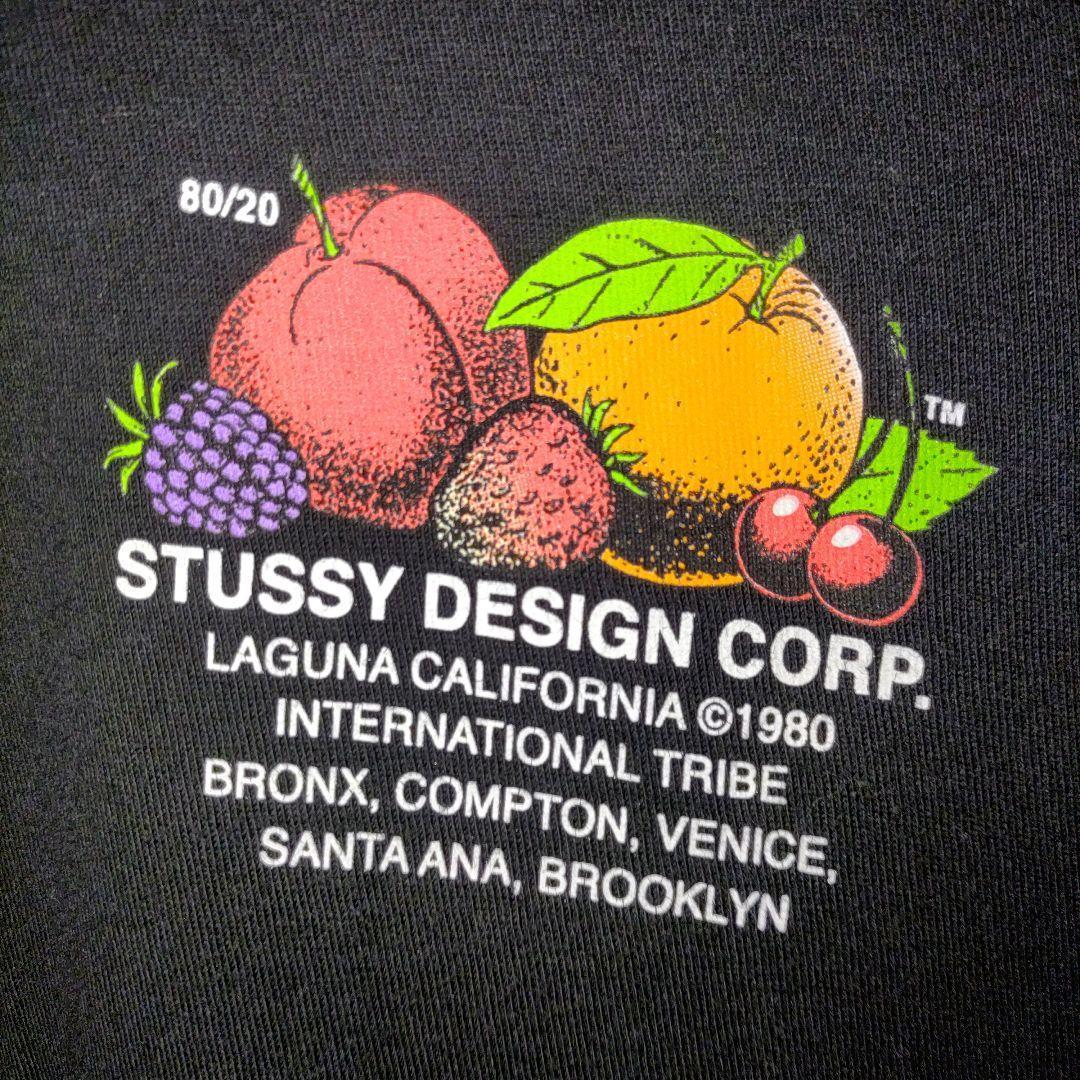 80/20
TM
STUSSY DESIGN CORP.
LAGUNA CALIFORNIA ©1980
INTERNATIONAL TRIBE
BRONX, COMPTON, VENICE,
SANTA ANA, BROOKLYN